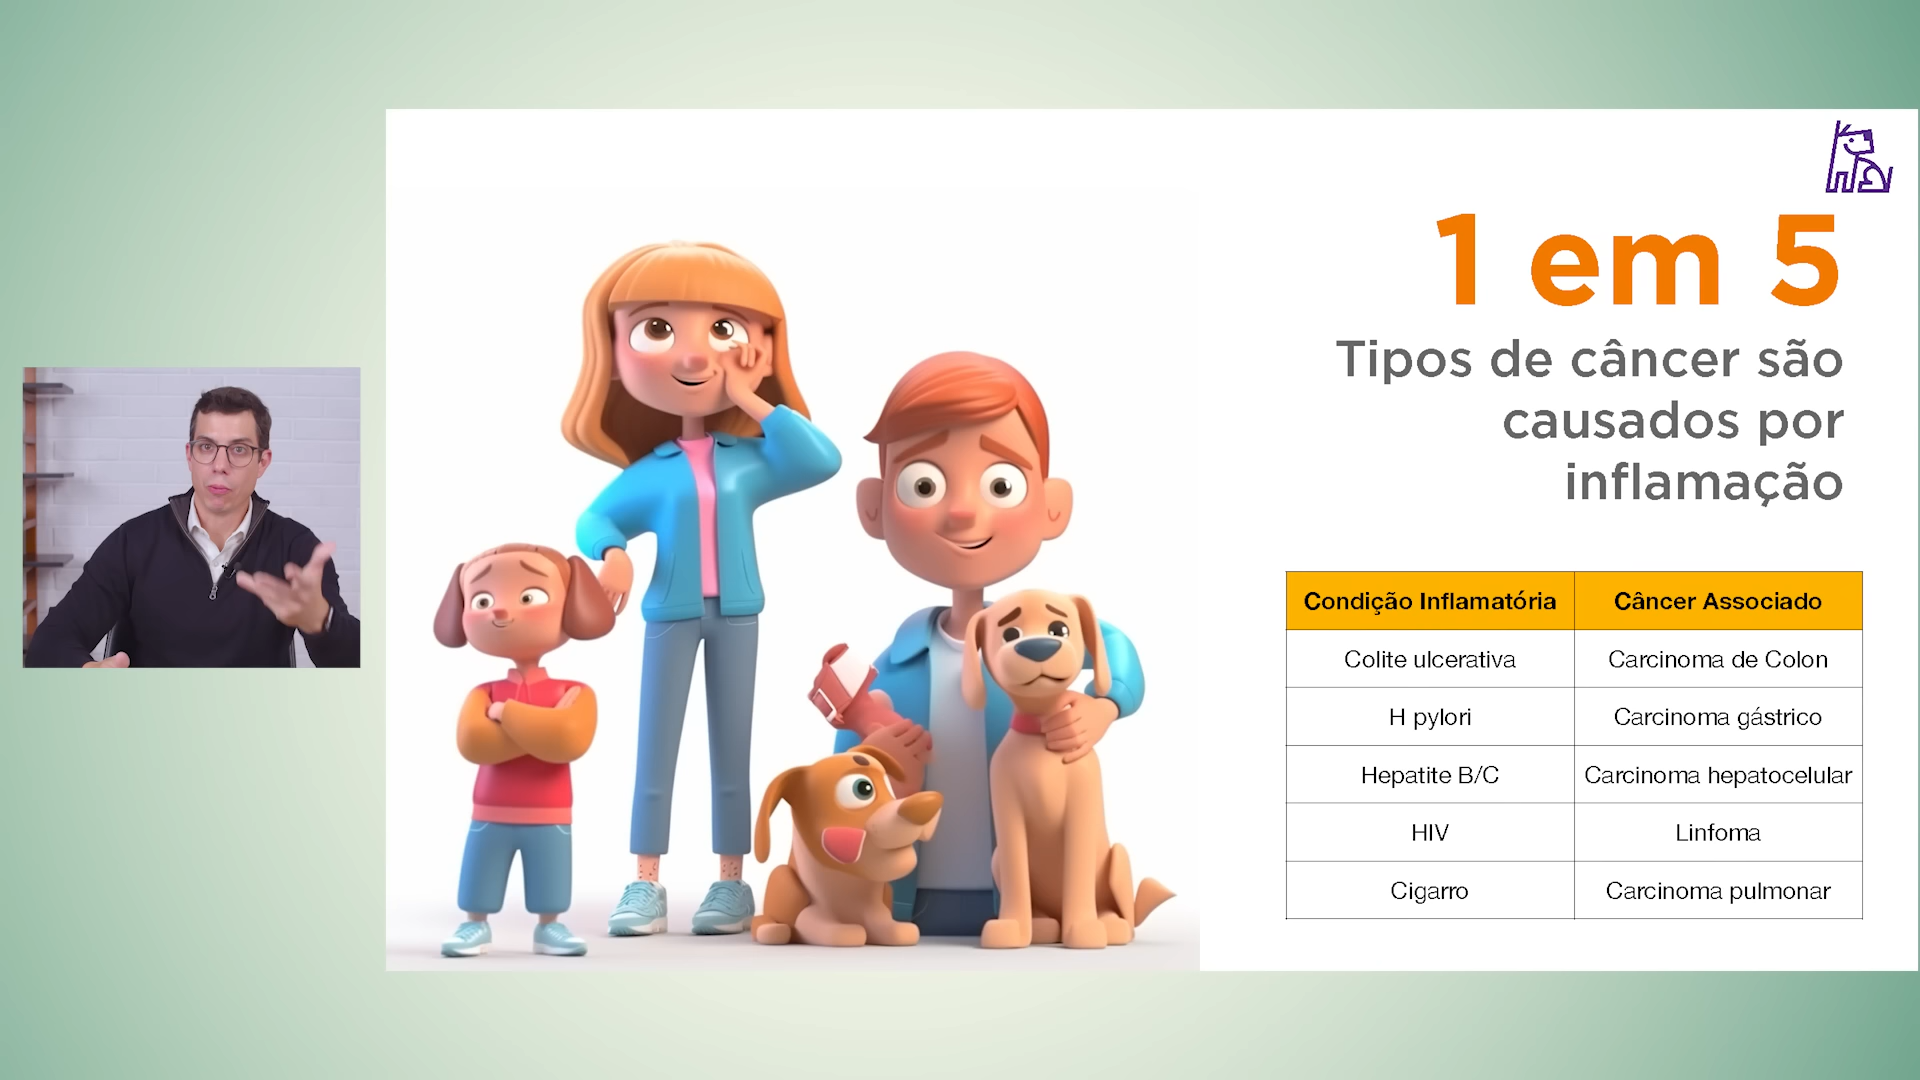 1 em 5
Tipos de câncer são
causados por
inflamação
Condição Inflamatória Câncer Associado
Colite ulcerativa Carcinoma de Colon
H pylori Carcinoma gástrico
Hepatite B/C Carcinoma hepatocelular
HIV Linfoma
Cigarro Carcinoma pulmonar